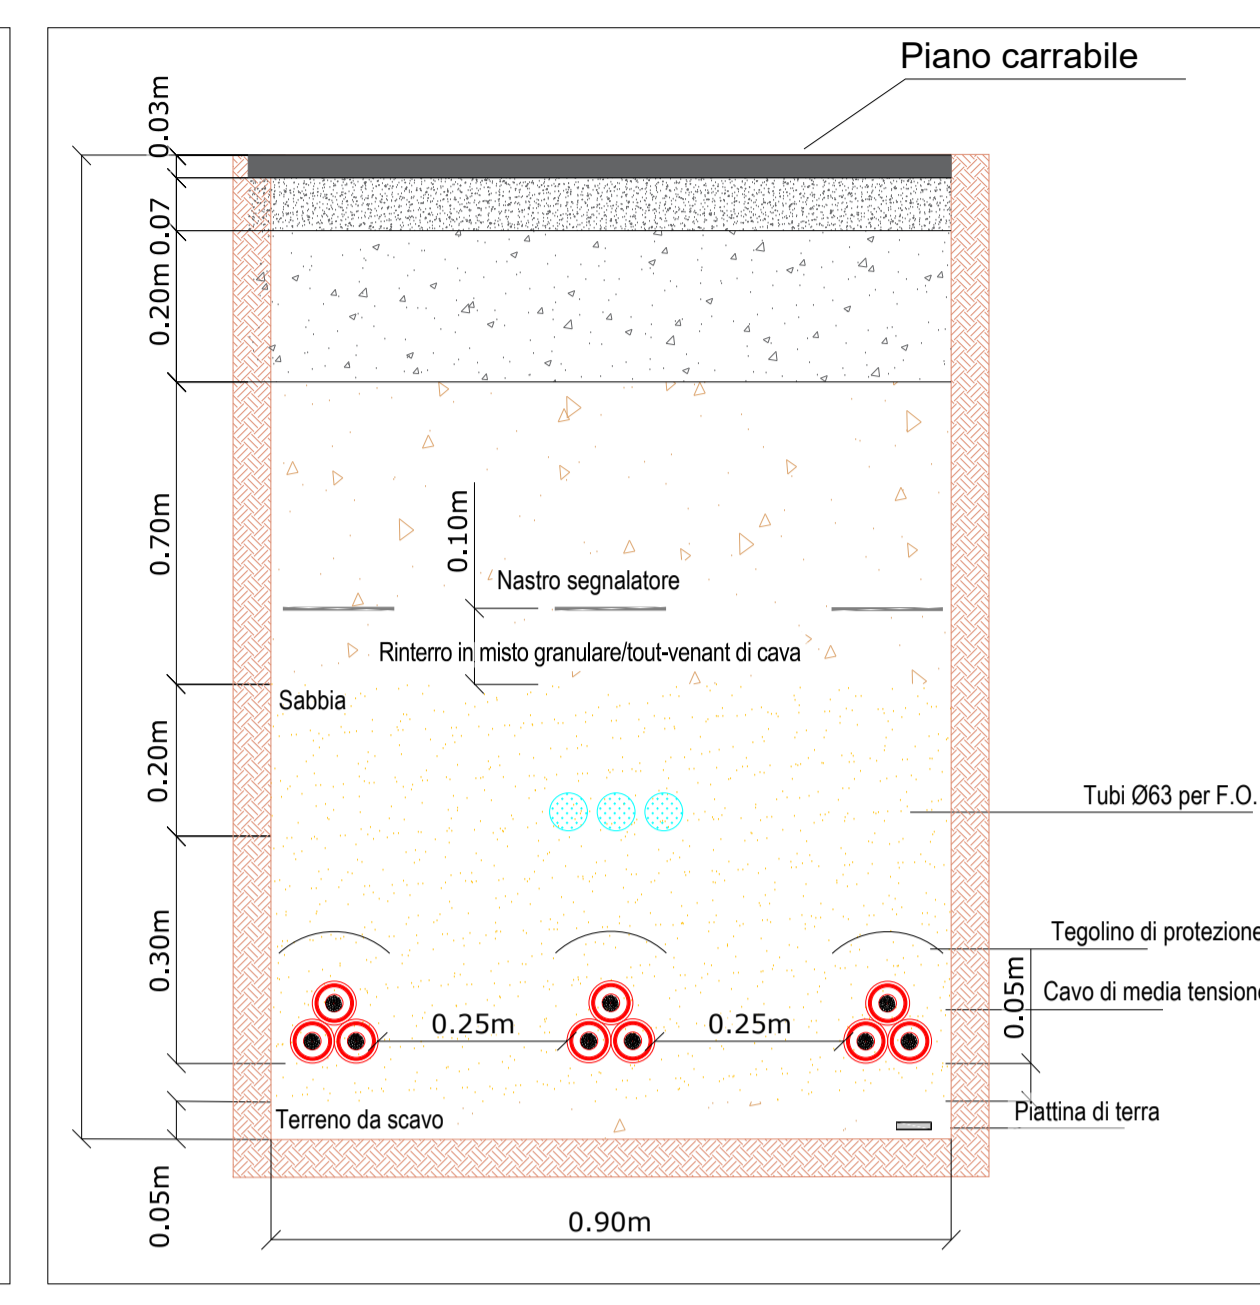 Piano carrabile
0.03m
0.07
0.20m
0.70m
0.10m
Nastro segnalatore
Rinterro in misto granulare/tout-venant di cava
Sabbia
0.20m
Tubi Ø63 per F.O.
0.30m
Tegolino di protezione
0.05m
Cavo di media tensione
0.25m
0.25m
Terreno da scavo
Piattina di terra
0.05m
0.90m